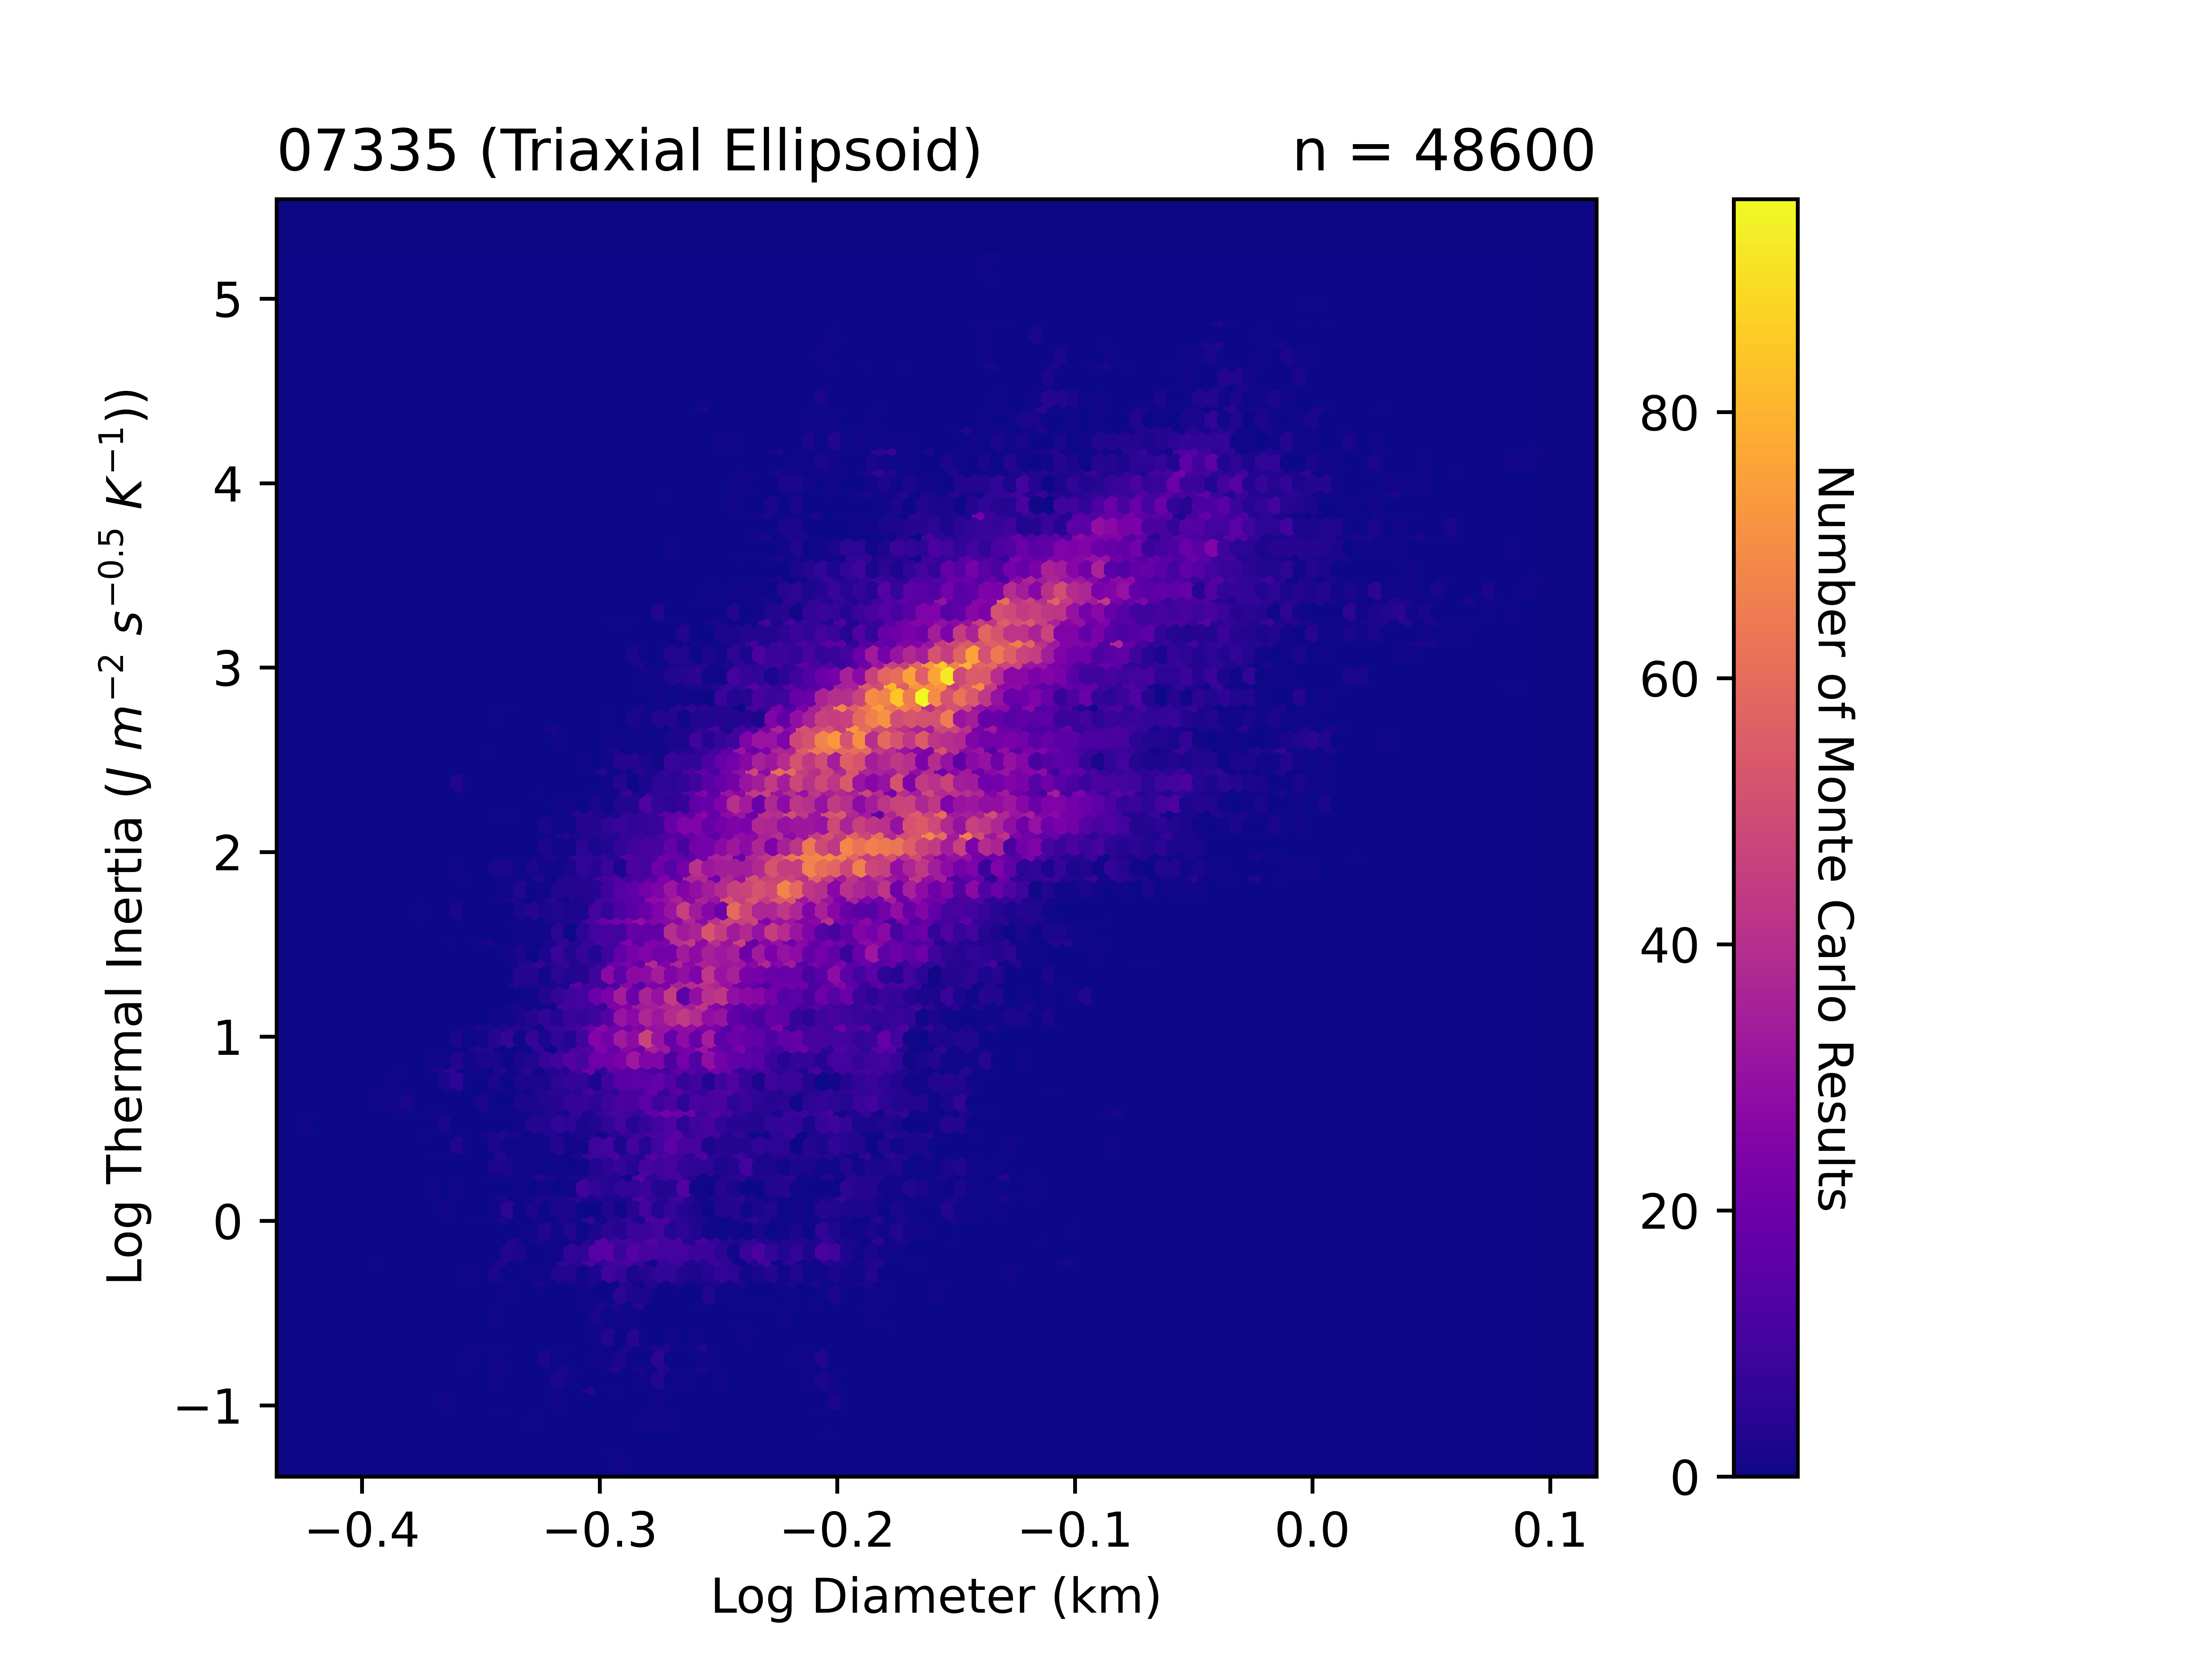 07335 (Triaxial Ellipsoid) n = 48600
Log Thermal Inertia (J m⁻² s⁻⁰·⁵ K⁻¹))
5
4
3
2
1
0
−1
−0.4 −0.3 −0.2 −0.1 0.0 0.1
Log Diameter (km)
80
60
40
20
0
Number of Monte Carlo Results